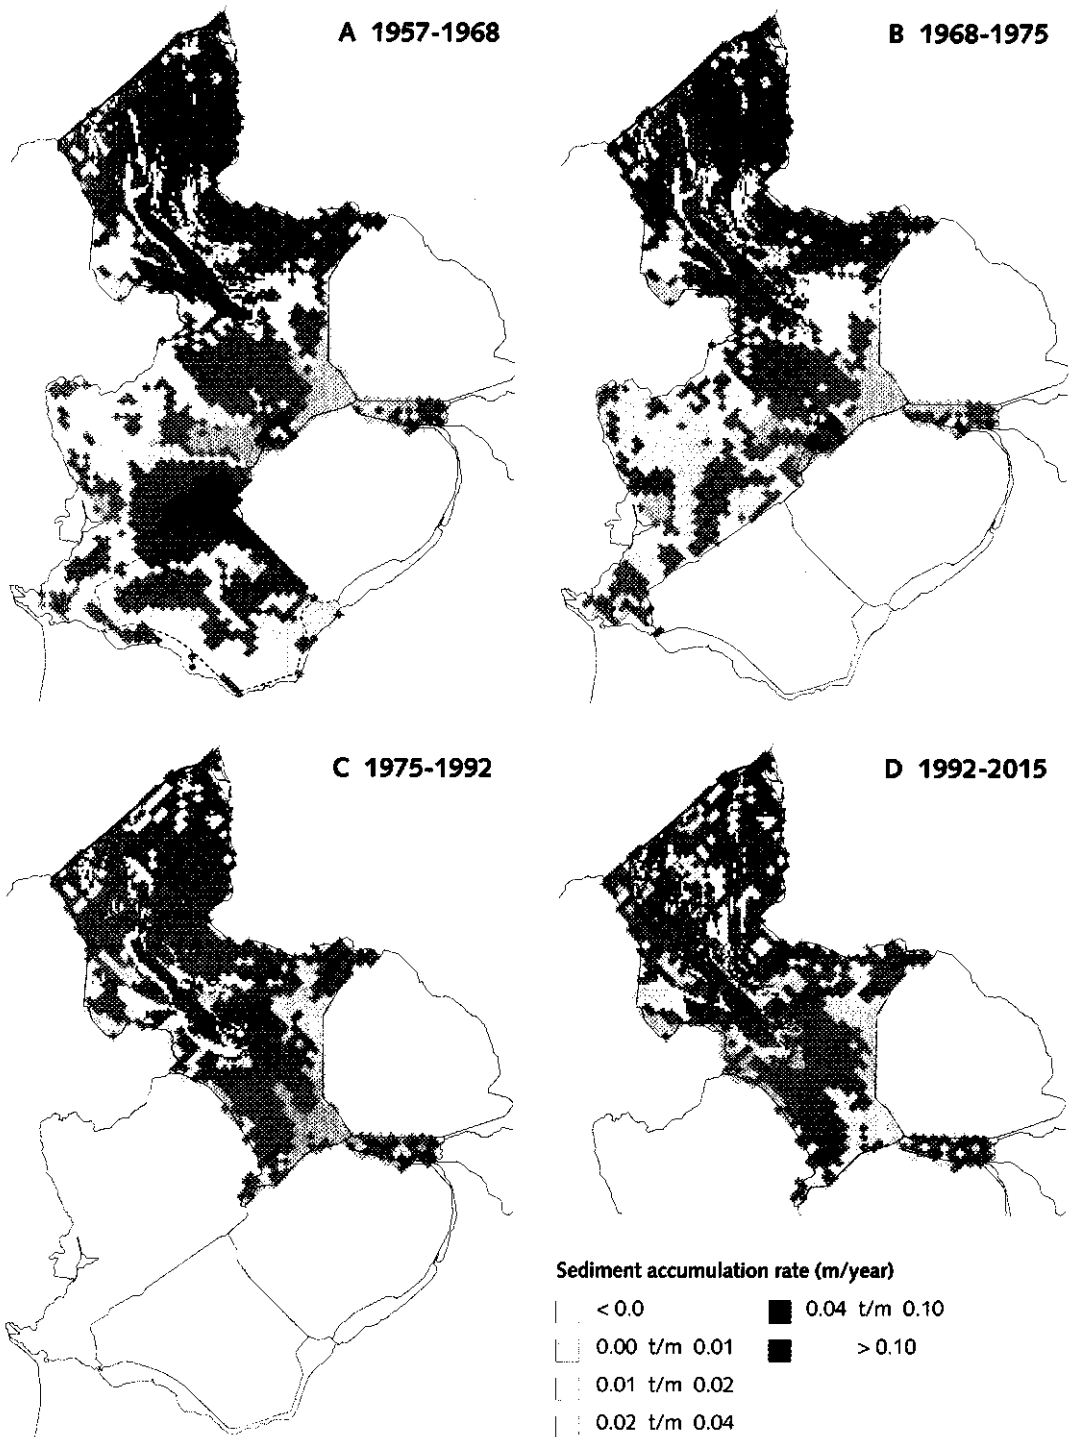 A 1957-1968
B 1968-1975
C 1975-1992
D 1992-2015
Sediment accumulation rate (m/year)
< 0.0
0.00 t/m 0.01
0.01 t/m 0.02
0.02 t/m 0.04
0.04 t/m 0.10
> 0.10